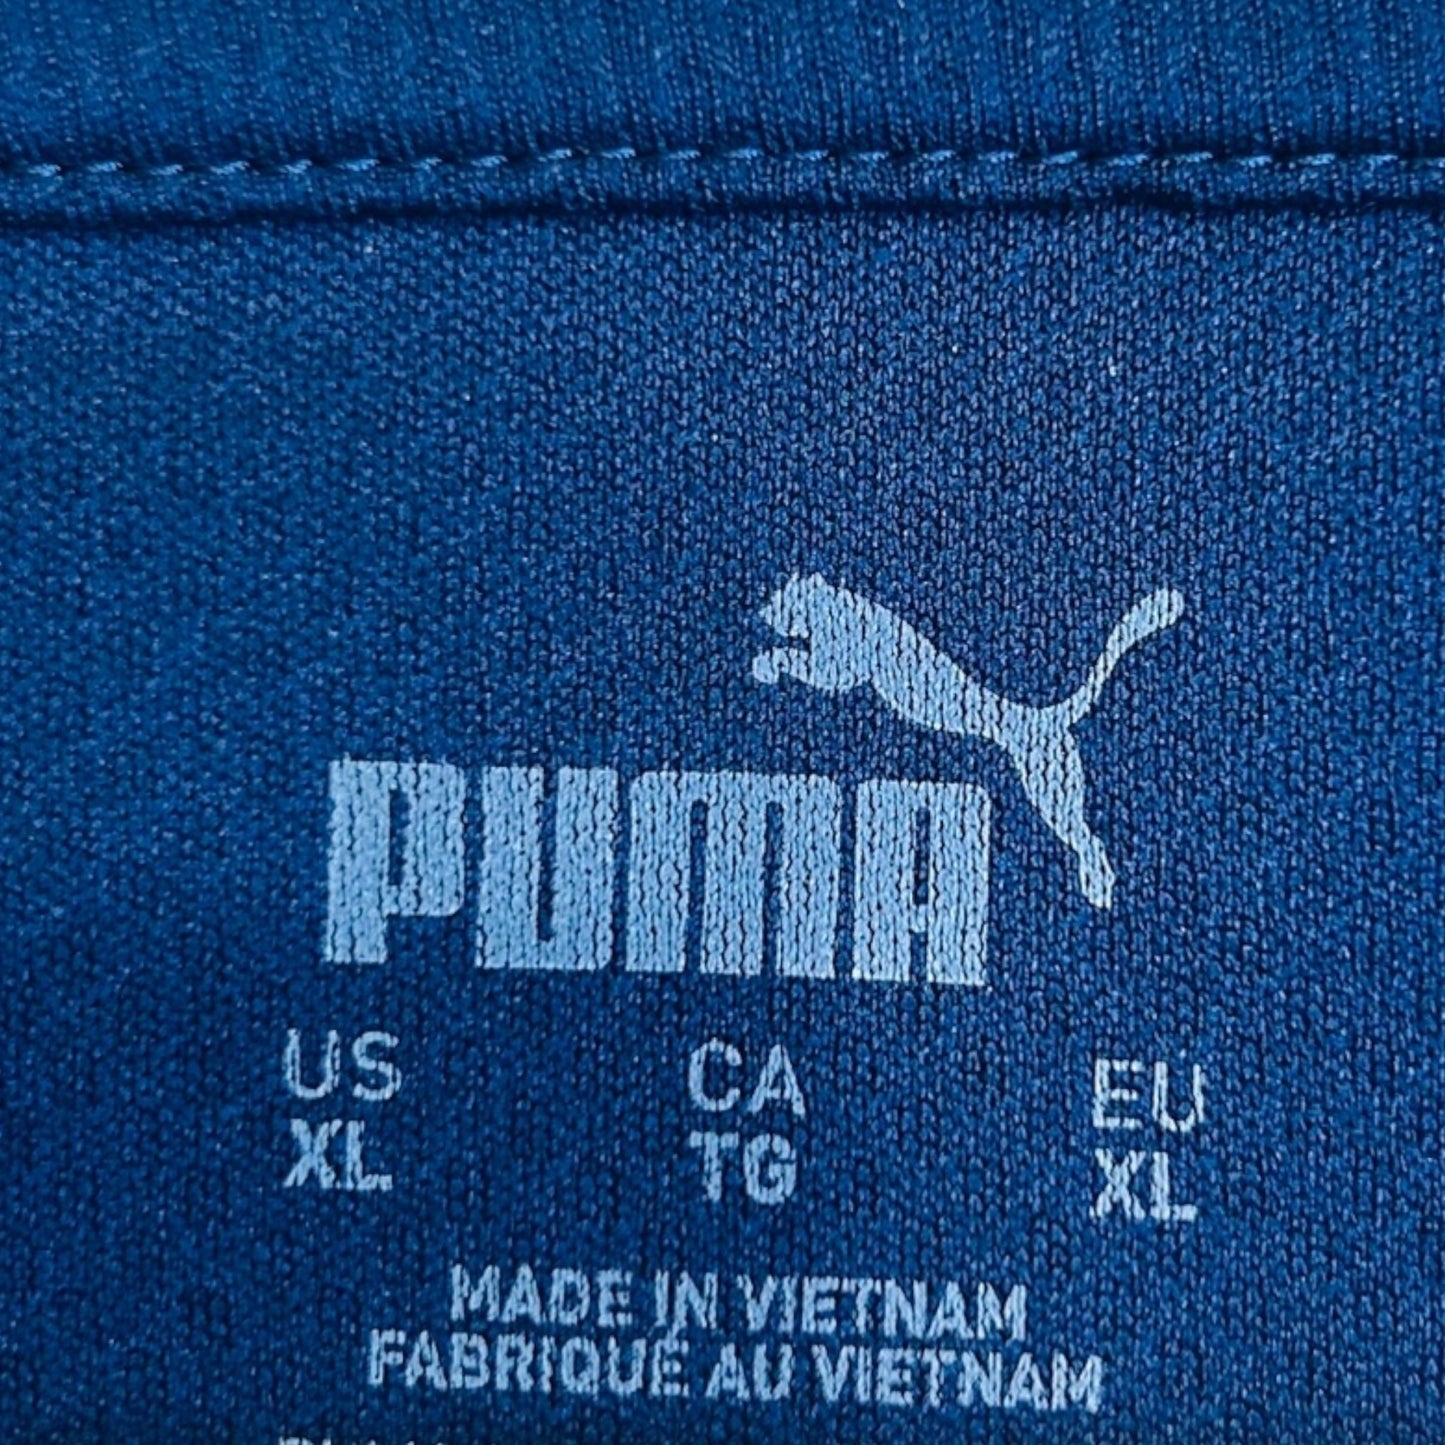 PUMA
US CA EU
XL TG XL
MADE IN VIETNAM
FABRIQUÉ AU VIETNAM